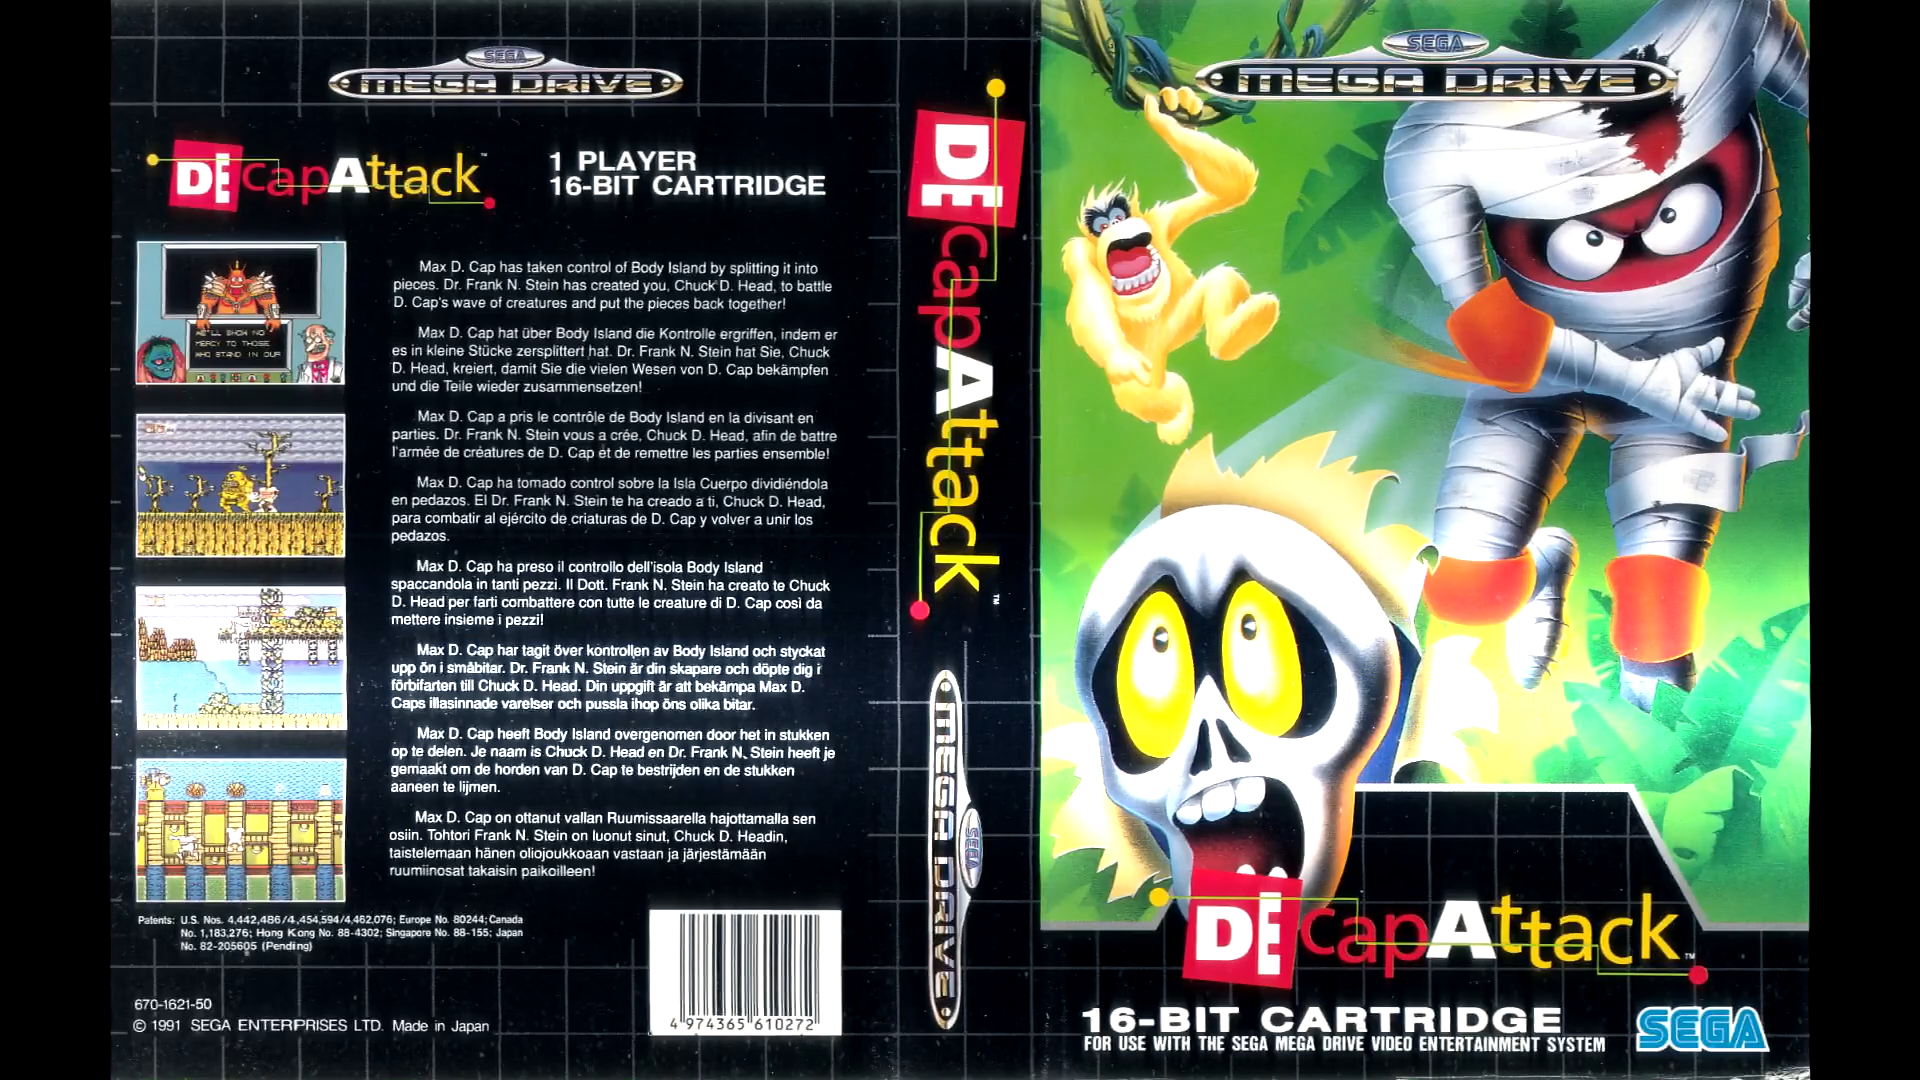 SEGA
MEGA DRIVE
DEcapAttack™
1 PLAYER
16-BIT CARTRIDGE
WE'LL SHOW NO
MERCY TO THOSE
WHO STAND IN OUR
Max D. Cap has taken control of Body Island by splitting it into
pieces. Dr. Frank N. Stein has created you, Chuck D. Head, to battle
D. Cap's wave of creatures and put the pieces back together!
Max D. Cap hat über Body Island die Kontrolle ergriffen, indem er
es in kleine Stücke zersplittert hat. Dr. Frank N. Stein hat Sie, Chuck
D. Head, kreiert, damit Sie die vielen Wesen von D. Cap bekämpfen
und die Teile wieder zusammensetzen!
Max D. Cap a pris le contrôle de Body Island en la divisant en
parties. Dr. Frank N. Stein vous a crée, Chuck D. Head, afin de battre
l'armée de créatures de D. Cap et de remettre les parties ensemble!
Max D. Cap ha tomado control sobre la Isla Cuerpo dividiéndola
en pedazos. El Dr. Frank N. Stein te ha creado a ti, Chuck D. Head,
para combatir al ejército de criaturas de D. Cap y volver a unir los
pedazos.
Max D. Cap ha preso il controllo dell'isola Body Island
spaccandola in tanti pezzi. Il Dott. Frank N. Stein ha creato te Chuck
D. Head per farti combattere con tutte le creature di D. Cap così da
mettere insieme i pezzi!
Max D. Cap har tagit över kontrollen av Body Island och styckat
upp ön i småbitar. Dr. Frank N. Stein är din skapare och döpte dig i
förbifarten till Chuck D. Head. Din uppgift är att bekämpa Max D.
Caps illasinnade varelser och pussla ihop öns olika bitar.
Max D. Cap heeft Body Island overgenomen door het in stukken
op te delen. Je naam is Chuck D. Head en Dr. Frank N. Stein heeft je
gemaakt om de horden van D. Cap te bestrijden en de stukken
aaneen te lijmen.
Max D. Cap on ottanut vallan Ruumissaarella hajottamalla sen
osiin. Tohtori Frank N. Stein on luonut sinut, Chuck D. Headin,
taistelemaan hänen oliojoukkoaan vastaan ja järjestämään
ruumiinosat takaisin paikoilleen!
Patents: U.S. Nos. 4,442,486/4,454,594/4,462,076; Europe No. 80244; Canada
No. 1,183,276; Hong Kong No. 88-4302; Singapore No. 88-155; Japan
No. 82-205605 (Pending)
670-1621-50
© 1991 SEGA ENTERPRISES LTD. Made in Japan
4 974365 610272
DEcapAttack™
SEGA
MEGA DRIVE
SEGA
MEGA DRIVE
DEcapAttack™
16-BIT CARTRIDGE
FOR USE WITH THE SEGA MEGA DRIVE VIDEO ENTERTAINMENT SYSTEM
SEGA